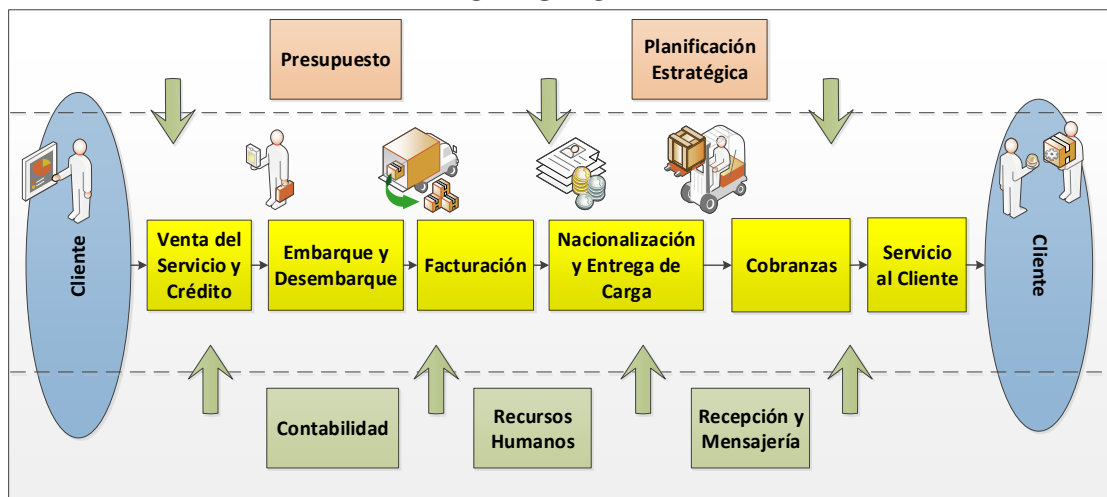 Presupuesto
Planificación
Estratégica
Cliente
Venta del
Servicio y
Crédito
Embarque y
Desembarque
Facturación
Nacionalización
y Entrega de
Carga
Cobranzas
Servicio
al Cliente
Cliente
Contabilidad
Recursos
Humanos
Recepción y
Mensajería